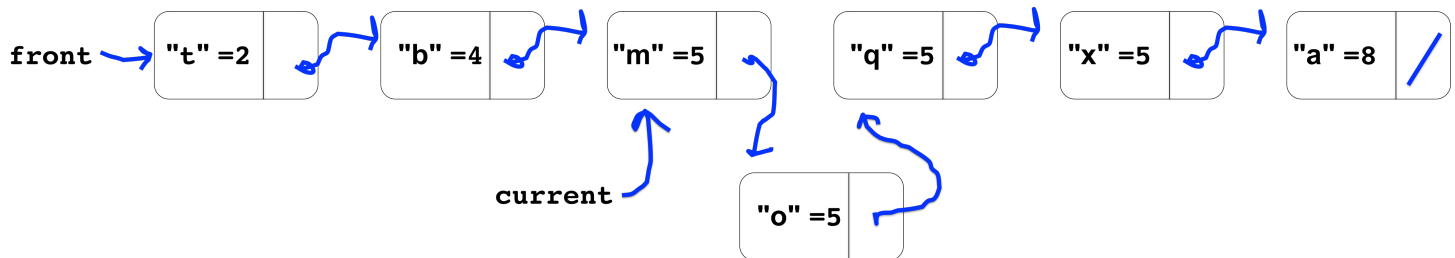 front "t" =2 "b" =4 "m" =5 "q" =5 "x" =5 "a" =8
current
"o" =5